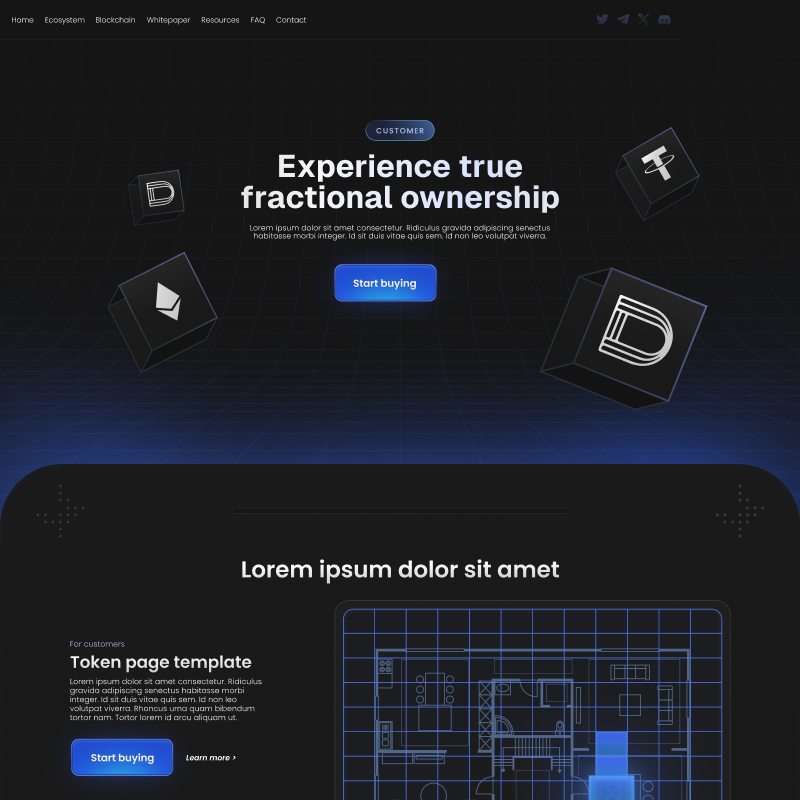 Home Ecosystem Blockchain Whitepaper Resources FAQ Contact
CUSTOMER
Experience true
fractional ownership
Lorem ipsum dolor sit amet consectetur. Ridiculus gravida adipiscing senectus
habitasse morbi integer. Id sit duis vitae quis sem. Id non leo volutpat viverra.
Start buying
Lorem ipsum dolor sit amet
For customers
Token page template
Lorem ipsum dolor sit amet consectetur. Ridiculus
gravida adipiscing senectus habitasse morbi
integer. Id sit duis vitae quis sem. Id non leo
volutpat viverra. Rhoncus urna quam bibendum
tortor nam. Tortor lorem id arcu aliquam ut.
Start buying Learn more >